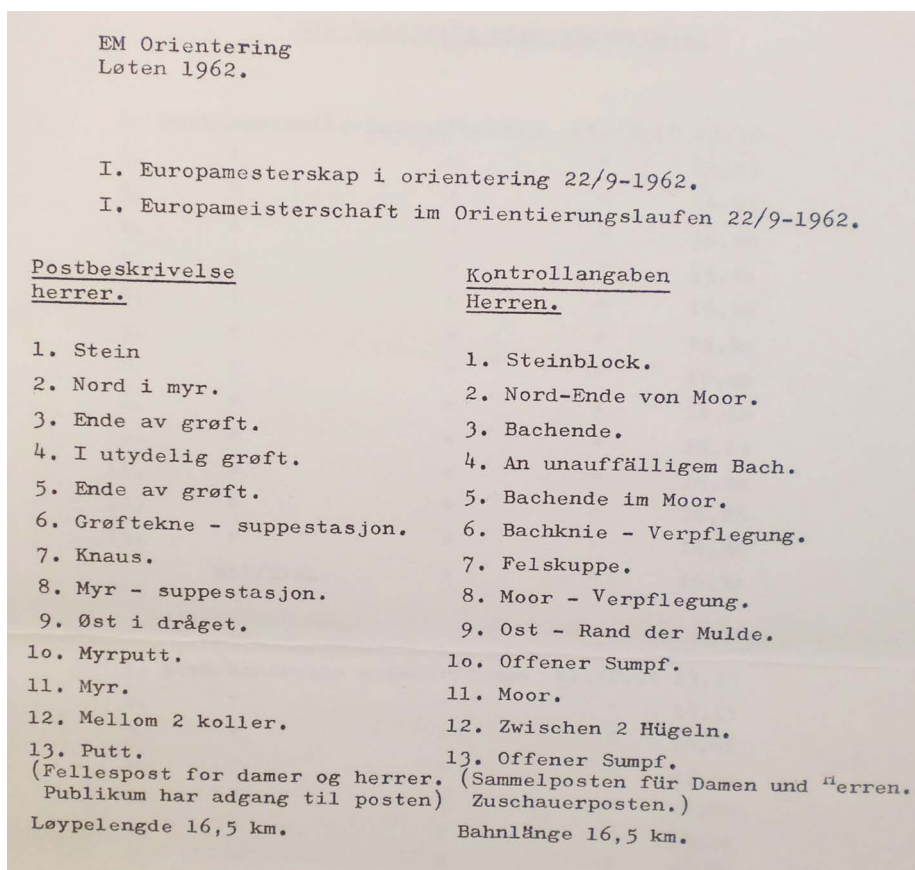 EM Orientering
Løten 1962.
I. Europamesterskap i orientering 22/9-1962.
I. Europameisterschaft im Orientierungslaufen 22/9-1962.
Postbeskrivelse
herrer.
1. Stein
2. Nord i myr.
3. Ende av grøft.
4. I utydelig grøft.
5. Ende av grøft.
6. Grøftekne - suppestasjon.
7. Knaus.
8. Myr - suppestasjon.
9. Øst i dråget.
1o. Myrputt.
11. Myr.
12. Mellom 2 koller.
13. Putt.
(Fellespost for damer og herrer.
Publikum har adgang til posten)
Løypelengde 16,5 km.
Kontrollangaben
Herren.
1. Steinblock.
2. Nord-Ende von Moor.
3. Bachende.
4. An unauffälligem Bach.
5. Bachende im Moor.
6. Bachknie - Verpflegung.
7. Felskuppe.
8. Moor - Verpflegung.
9. Ost - Rand der Mulde.
1o. Offener Sumpf.
11. Moor.
12. Zwischen 2 Hügeln.
13. Offener Sumpf.
(Sammelposten für Damen und Herren.
Zuschauerposten.)
Bahnlänge 16,5 km.